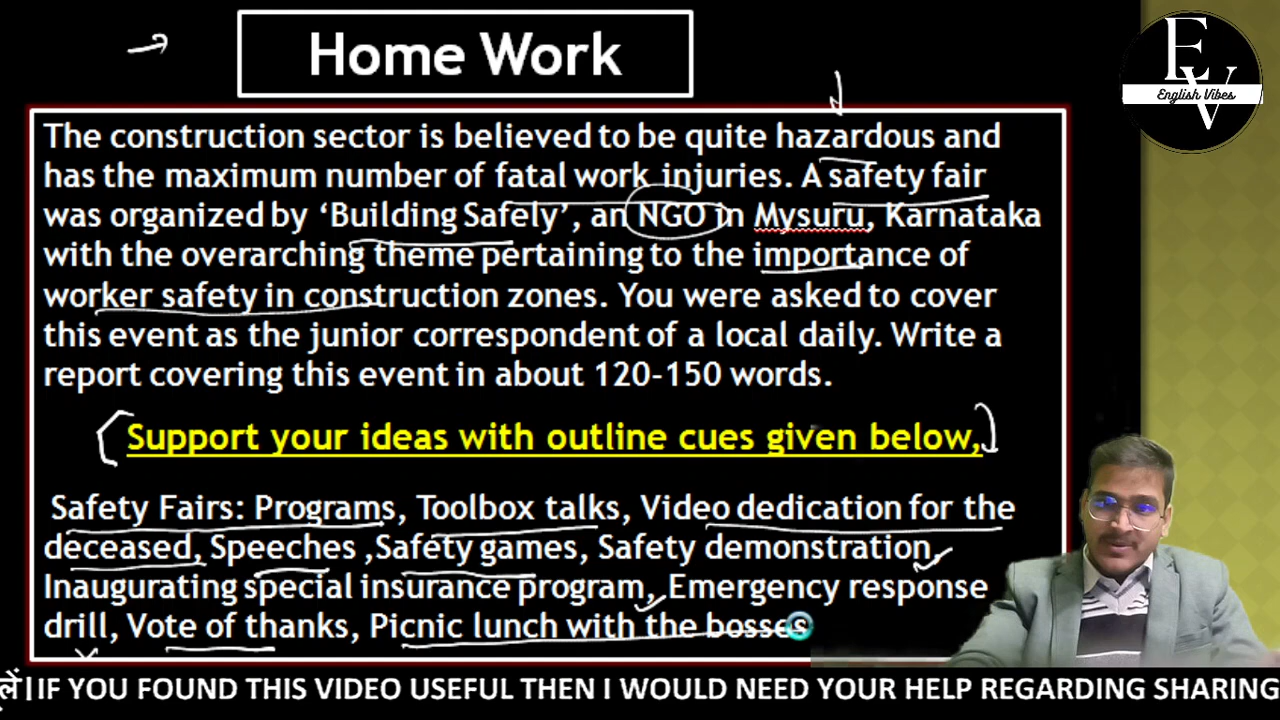 Home Work
E
V
English Vibes
The construction sector is believed to be quite hazardous and
has the maximum number of fatal work injuries. A safety fair
was organized by ‘Building Safely’, an NGO in Mysuru, Karnataka
with the overarching theme pertaining to the importance of
worker safety in construction zones. You were asked to cover
this event as the junior correspondent of a local daily. Write a
report covering this event in about 120-150 words.
Support your ideas with outline cues given below,
Safety Fairs: Programs, Toolbox talks, Video dedication for the
deceased, Speeches ,Safety games, Safety demonstration,
Inaugurating special insurance program, Emergency response
drill, Vote of thanks, Picnic lunch with the bosses
IF YOU FOUND THIS VIDEO USEFUL THEN I WOULD NEED YOUR HELP REGARDING SHARING